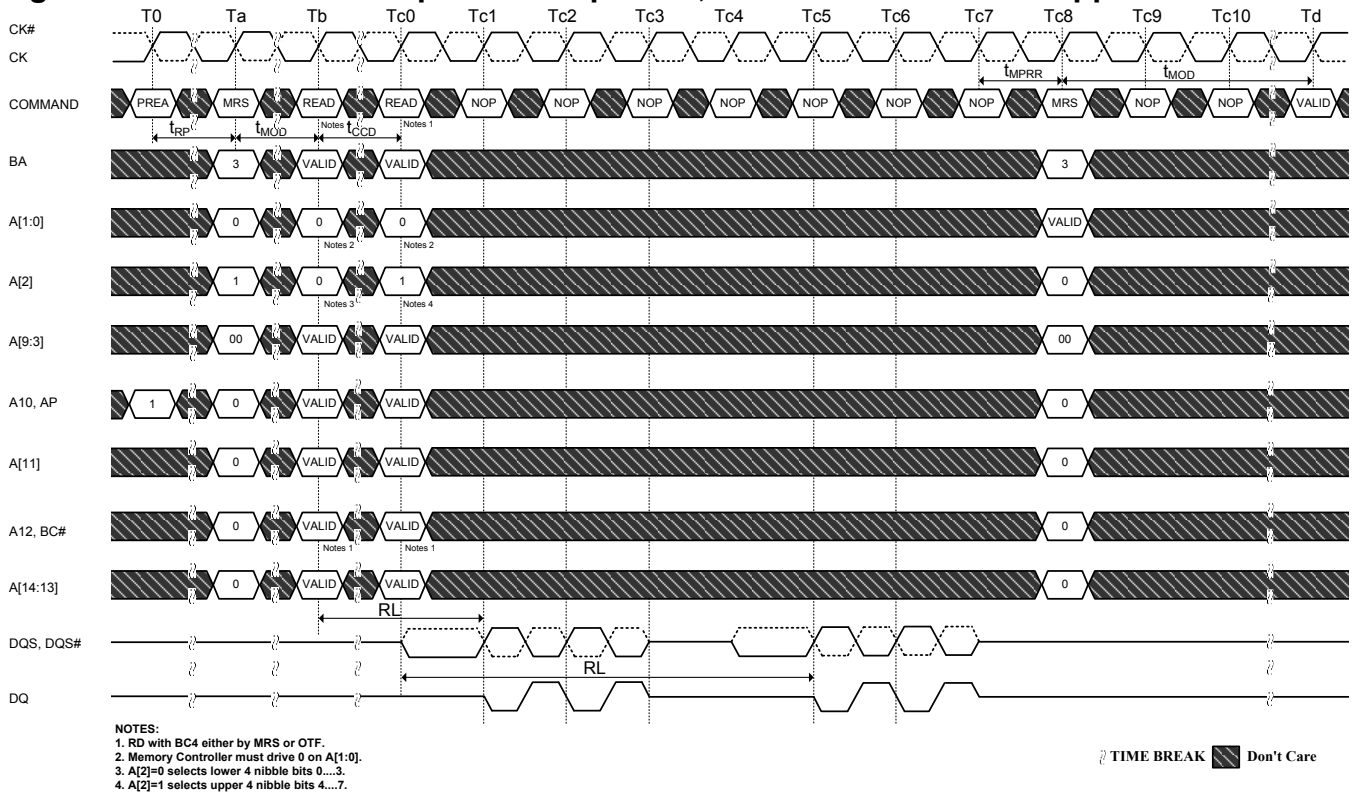 T0 Ta Tb Tc0 Tc1 Tc2 Tc3 Tc4 Tc5 Tc6 Tc7 Tc8 Tc9 Tc10 Td
CK#
CK
tMPRR tMOD
COMMAND PREA MRS READ READ NOP NOP NOP NOP NOP NOP NOP MRS NOP NOP VALID
Notes 1 Notes 1
tRP tMOD tCCD
BA 3 VALID VALID 3
A[1:0] 0 0 0 VALID
Notes 2 Notes 2
A[2] 1 0 1 0
Notes 3 Notes 4
A[9:3] 00 VALID VALID 00
A10, AP 1 0 VALID VALID 0
A[11] 0 VALID VALID 0
A12, BC# 0 VALID VALID 0
Notes 1 Notes 1
A[14:13] 0 VALID VALID 0
RL
DQS, DQS#
RL
DQ
NOTES:
1. RD with BC4 either by MRS or OTF.
2. Memory Controller must drive 0 on A[1:0].
3. A[2]=0 selects lower 4 nibble bits 0....3.
4. A[2]=1 selects upper 4 nibble bits 4....7.
TIME BREAK Don't Care